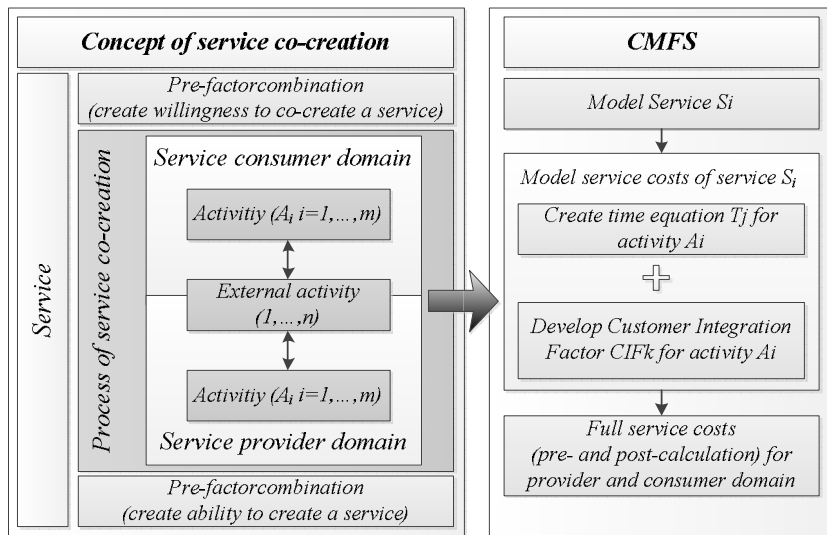 Concept of service co-creation
Service
Pre-factorcombination
(create willingness to co-create a service)
Process of service co-creation
Service consumer domain
Activitiy (Ai i=1,...,m)
External activity
(1,...,n)
Activitiy (Ai i=1,...,m)
Service provider domain
Pre-factorcombination
(create ability to create a service)
CMFS
Model Service Si
Model service costs of service Si
Create time equation Tj for
activity Ai
Develop Customer Integration
Factor CIFk for activity Ai
Full service costs
(pre- and post-calculation) for
provider and consumer domain